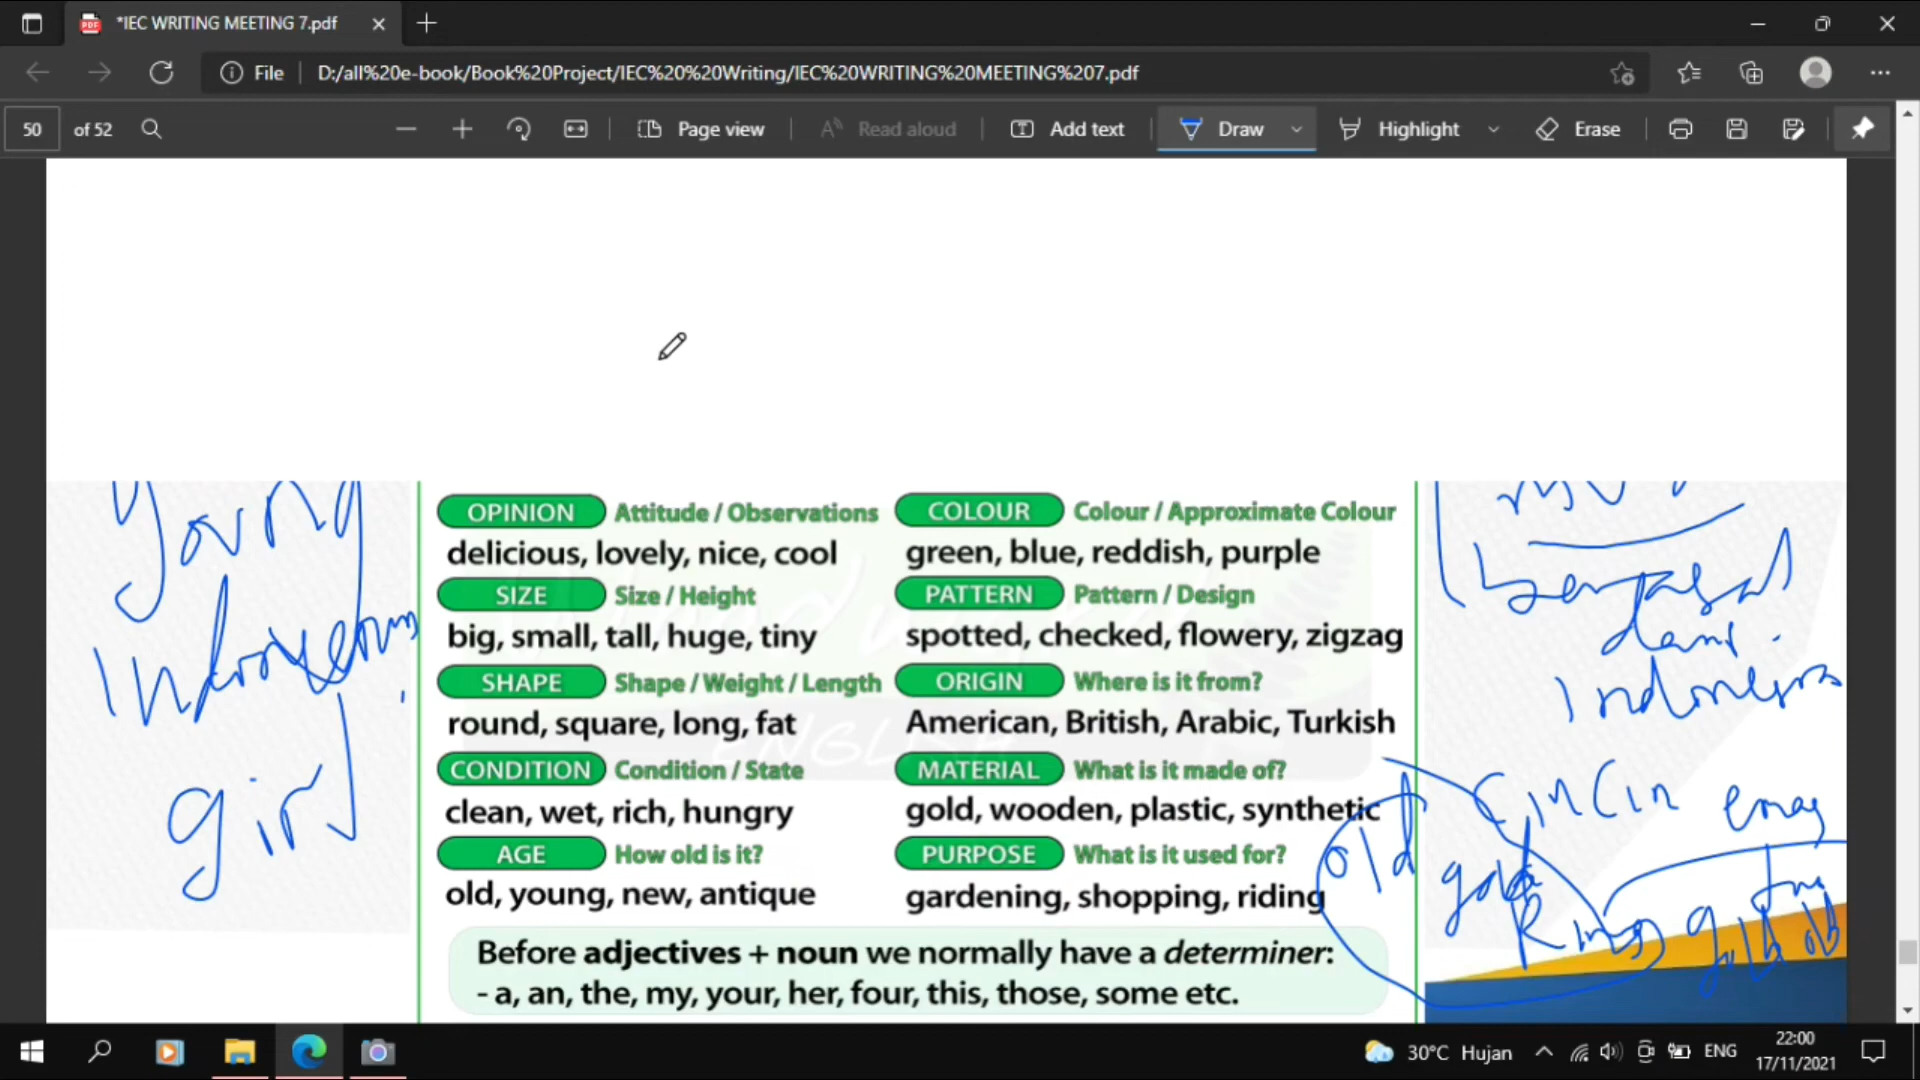 *IEC WRITING MEETING 7.pdf
File D:/all%20e-book/Book%20Project/IEC%20%20Writing/IEC%20WRITING%20MEETING%207.pdf
50 of 52 Page view Read aloud Add text Draw Highlight Erase
OPINION Attitude / Observations COLOUR Colour / Approximate Colour
delicious, lovely, nice, cool green, blue, reddish, purple
SIZE Size / Height PATTERN Pattern / Design
big, small, tall, huge, tiny spotted, checked, flowery, zigzag
SHAPE Shape / Weight / Length ORIGIN Where is it from?
round, square, long, fat American, British, Arabic, Turkish
CONDITION Condition / State MATERIAL What is it made of?
clean, wet, rich, hungry gold, wooden, plastic, synthetic
AGE How old is it? PURPOSE What is it used for?
old, young, new, antique gardening, shopping, riding
Before adjectives + noun we normally have a determiner:
- a, an, the, my, your, her, four, this, those, some etc.
young
girl
berasal
dari
Indonesia
cincin emas
old gold
Ring
30°C Hujan ENG 22:00
17/11/2021